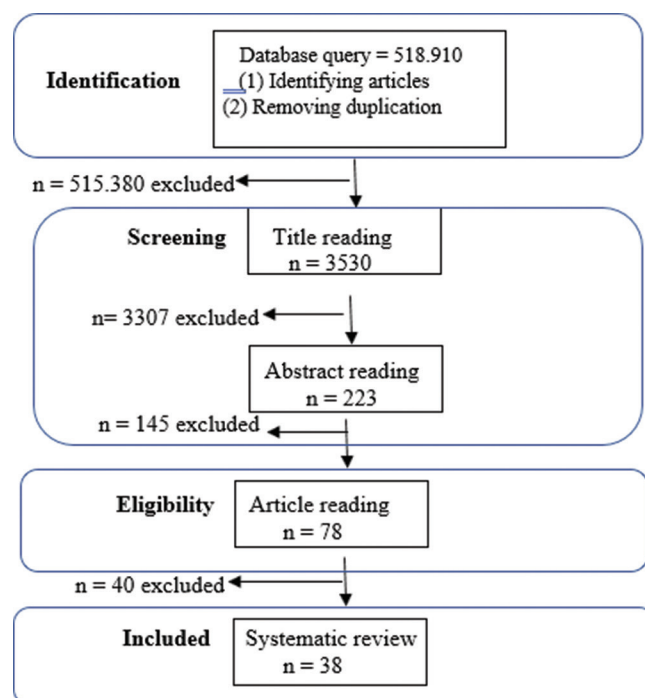 Database query = 518.910
Identification
(1) Identifying articles
(2) Removing duplication
n = 515.380 excluded
Screening
Title reading
n = 3530
n= 3307 excluded
Abstract reading
n = 223
n = 145 excluded
Eligibility
Article reading
n = 78
n = 40 excluded
Included
Systematic review
n = 38